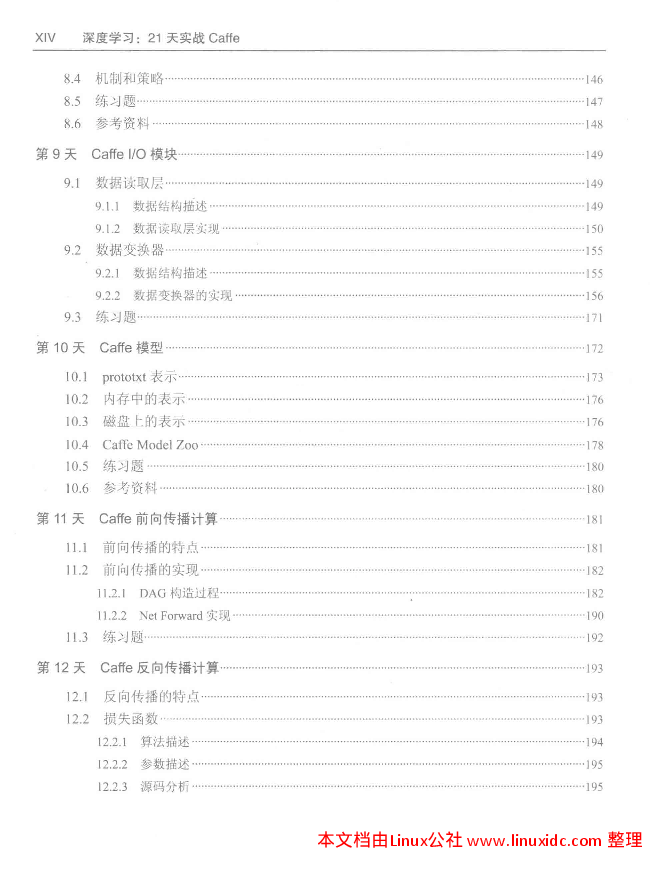 XIV 深度学习：21 天实战 Caffe
8.4 机制和策略 146
8.5 练习题 147
8.6 参考资料 148
第 9 天 Caffe I/O 模块 149
9.1 数据读取层 149
9.1.1 数据结构描述 149
9.1.2 数据读取层实现 150
9.2 数据变换器 155
9.2.1 数据结构描述 155
9.2.2 数据变换器的实现 156
9.3 练习题 171
第 10 天 Caffe 模型 172
10.1 prototxt 表示 173
10.2 内存中的表示 176
10.3 磁盘上的表示 176
10.4 Caffe Model Zoo 178
10.5 练习题 180
10.6 参考资料 180
第 11 天 Caffe 前向传播计算 181
11.1 前向传播的特点 181
11.2 前向传播的实现 182
11.2.1 DAG 构造过程 182
11.2.2 Net Forward 实现 190
11.3 练习题 192
第 12 天 Caffe 反向传播计算 193
12.1 反向传播的特点 193
12.2 损失函数 193
12.2.1 算法描述 194
12.2.2 参数描述 195
12.2.3 源码分析 195
本文档由Linux公社 www.linuxidc.com 整理